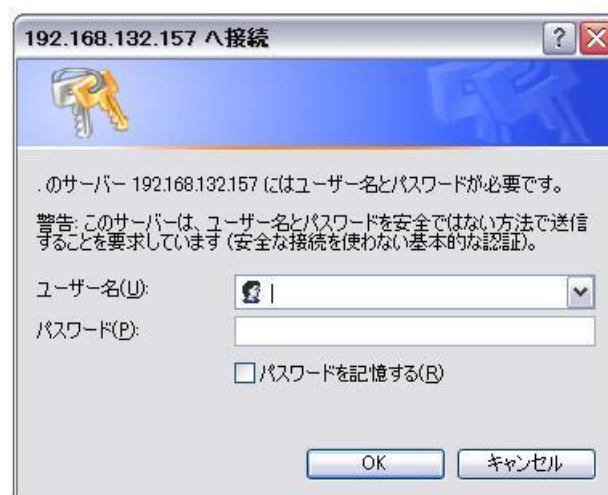 192.168.132.157 へ接続
. のサーバー 192.168.132.157 にはユーザー名とパスワードが必要です。
警告: このサーバーは、ユーザー名とパスワードを安全ではない方法で送信
することを要求しています (安全な接続を使わない基本的な認証)。
ユーザー名(U):
パスワード(P):
パスワードを記憶する(R)
OK キャンセル